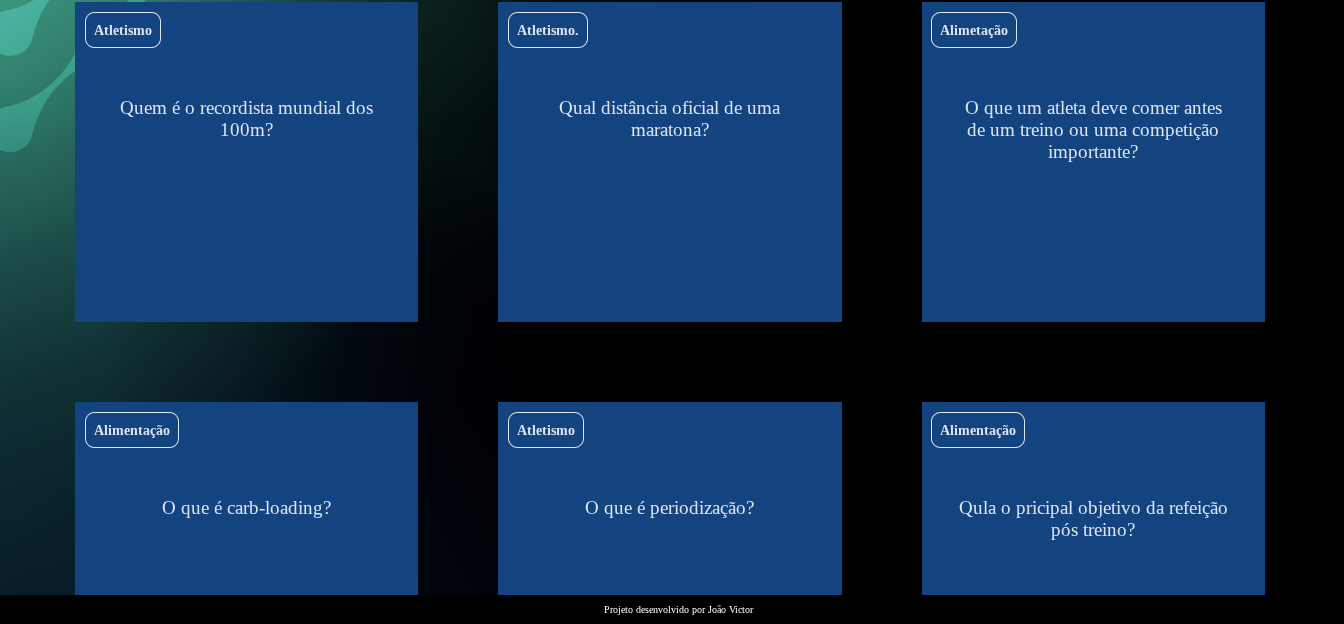 Atletismo
Quem é o recordista mundial dos
100m?
Atletismo.
Qual distância oficial de uma
maratona?
Alimetação
O que um atleta deve comer antes
de um treino ou uma competição
importante?
Alimentação
O que é carb-loading?
Atletismo
O que é periodização?
Alimentação
Qula o pricipal objetivo da refeição
pós treino?
Projeto desenvolvido por João Victor